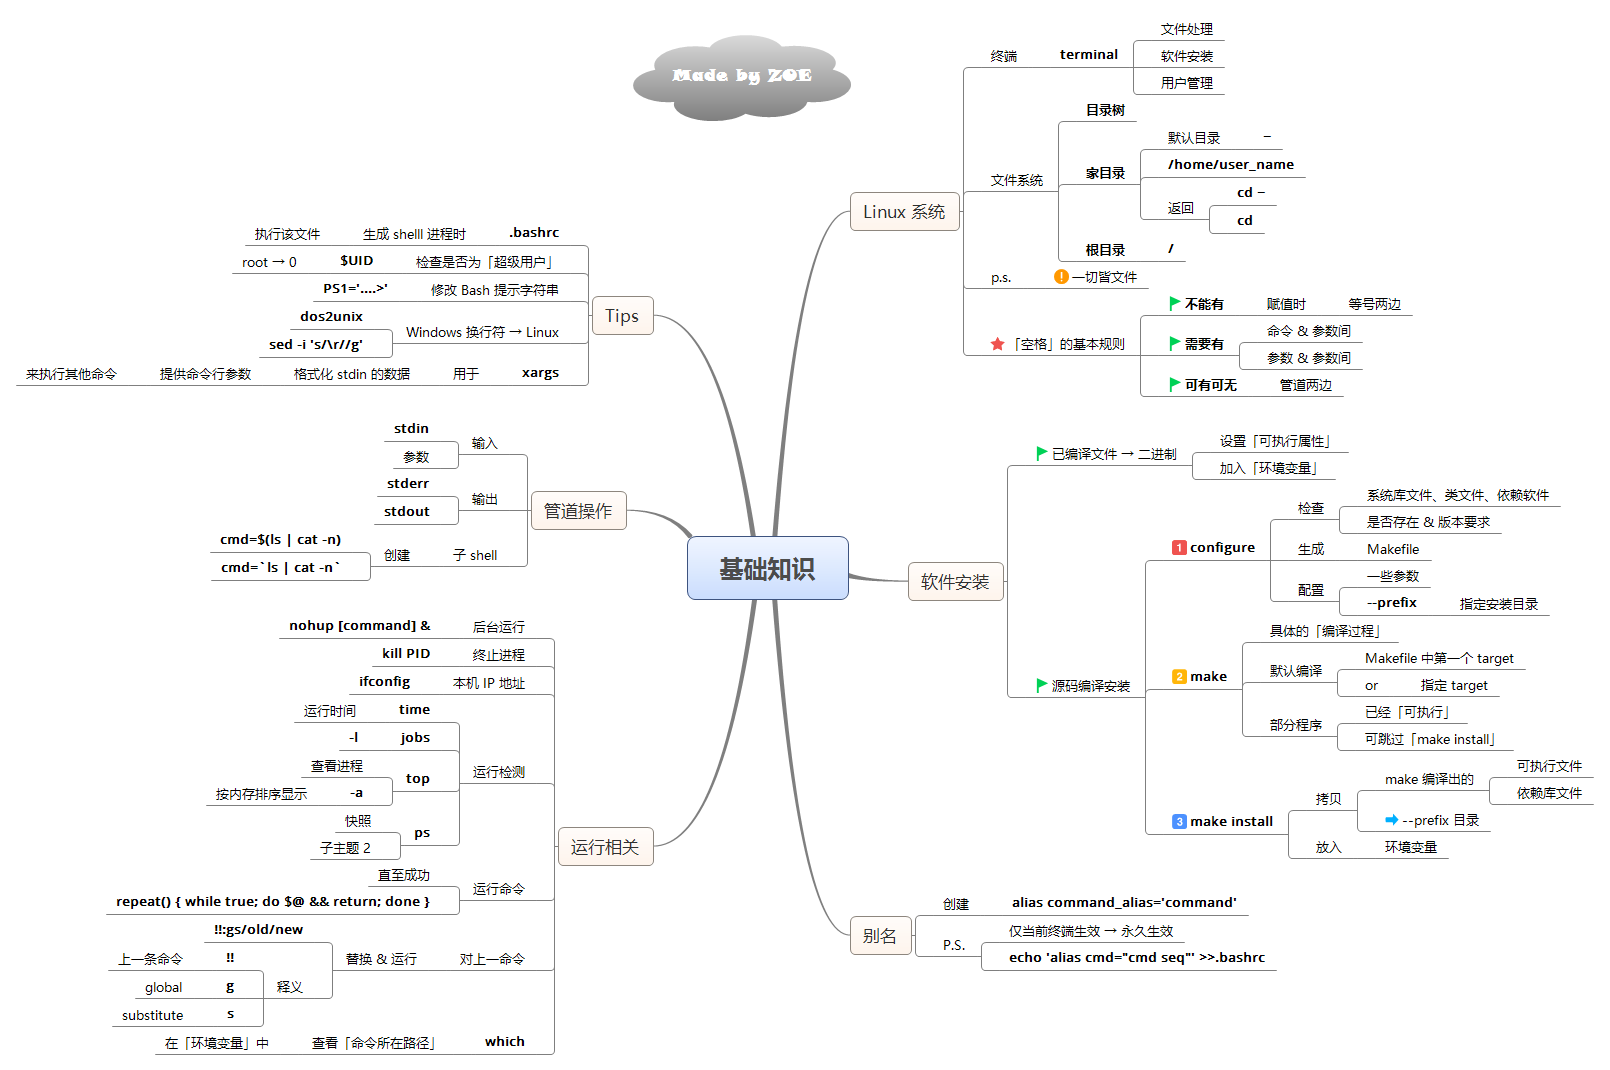 Made by ZOE
基础知识
Linux 系统
终端
terminal
文件处理
软件安装
用户管理
文件系统
目录树
家目录
默认目录
~
/home/user_name
返回
cd ~
cd
根目录
/
p.s.
一切皆文件
「空格」的基本规则
不能有
赋值时
等号两边
需要有
命令 & 参数间
参数 & 参数间
可有可无
管道两边
软件安装
已编译文件 → 二进制
设置「可执行属性」
加入「环境变量」
源码编译安装
1 configure
检查
系统库文件、类文件、依赖软件
是否存在 & 版本要求
生成
Makefile
配置
一些参数
--prefix
指定安装目录
2 make
具体的「编译过程」
默认编译
Makefile 中第一个 target
or
指定 target
部分程序
已经「可执行」
可跳过「make install」
3 make install
拷贝
make 编译出的
可执行文件
依赖库文件
--prefix 目录
放入
环境变量
别名
创建
alias command_alias='command'
P.S.
仅当前终端生效 → 永久生效
echo 'alias cmd="cmd seq"' >>.bashrc
Tips
.bashrc
生成 shelll 进程时
执行该文件
检查是否为「超级用户」
$UID
root → 0
修改 Bash 提示字符串
PS1='....>'
Windows 换行符 → Linux
dos2unix
sed -i 's/\r//g'
xargs
用于
格式化 stdin 的数据
提供命令行参数
来执行其他命令
管道操作
输入
stdin
参数
输出
stderr
stdout
子 shell
创建
cmd=$(ls | cat -n)
cmd=`ls | cat -n`
运行相关
后台运行
nohup [command] &
终止进程
kill PID
本机 IP 地址
ifconfig
运行检测
time
运行时间
jobs
-l
top
查看进程
-a
按内存排序显示
ps
快照
子主题 2
运行命令
直至成功
repeat() { while true; do $@ && return; done }
对上一命令
替换 & 运行
!!:gs/old/new
释义
!!
上一条命令
g
global
s
substitute
which
查看「命令所在路径」
在「环境变量」中